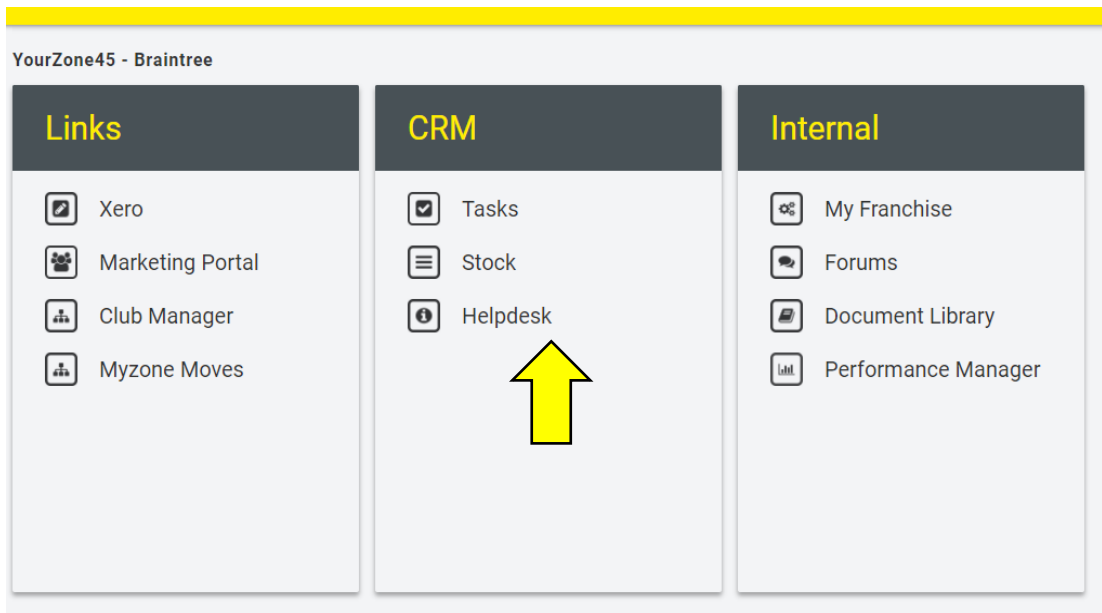 YourZone45 - Braintree
Links
Xero
Marketing Portal
Club Manager
Myzone Moves
CRM
Tasks
Stock
Helpdesk
Internal
My Franchise
Forums
Document Library
Performance Manager